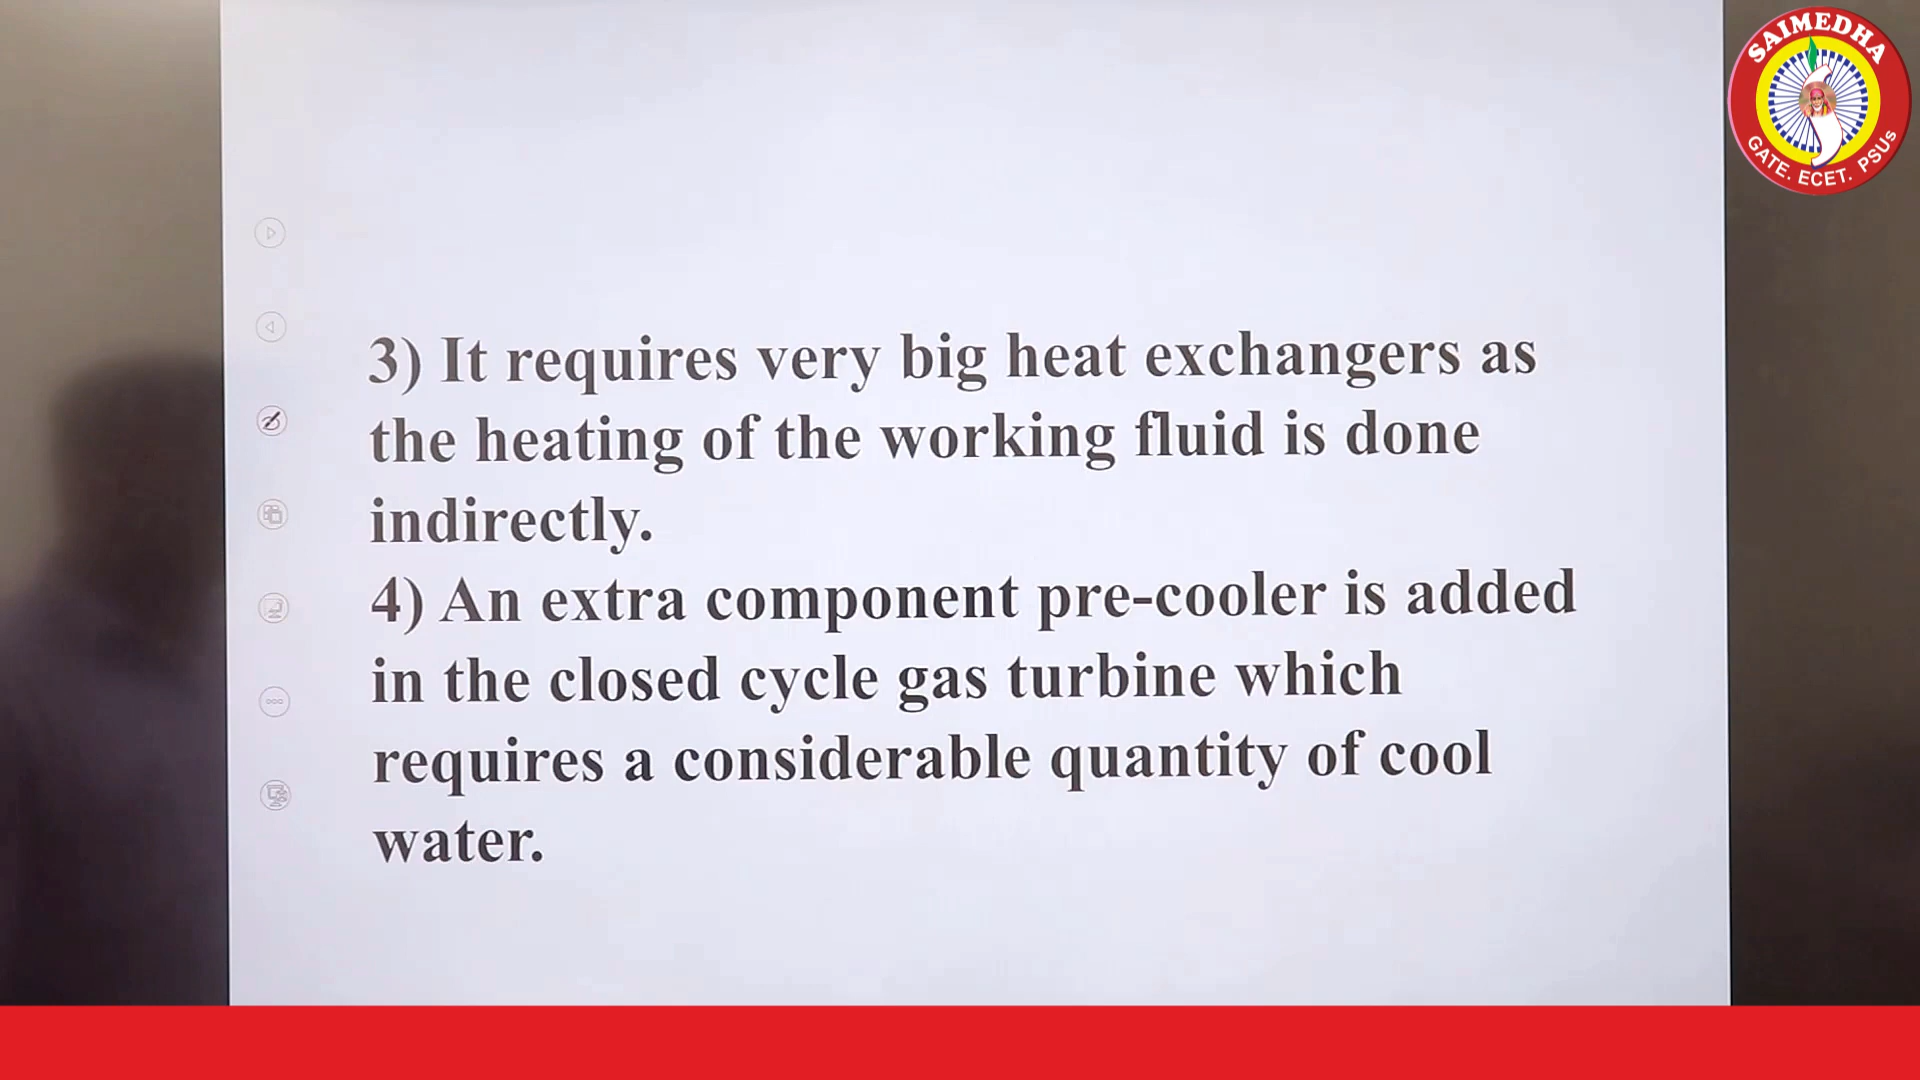 SAIMEDHA
GATE. ECET. PSUs
3) It requires very big heat exchangers as
the heating of the working fluid is done
indirectly.
4) An extra component pre-cooler is added
in the closed cycle gas turbine which
requires a considerable quantity of cool
water.